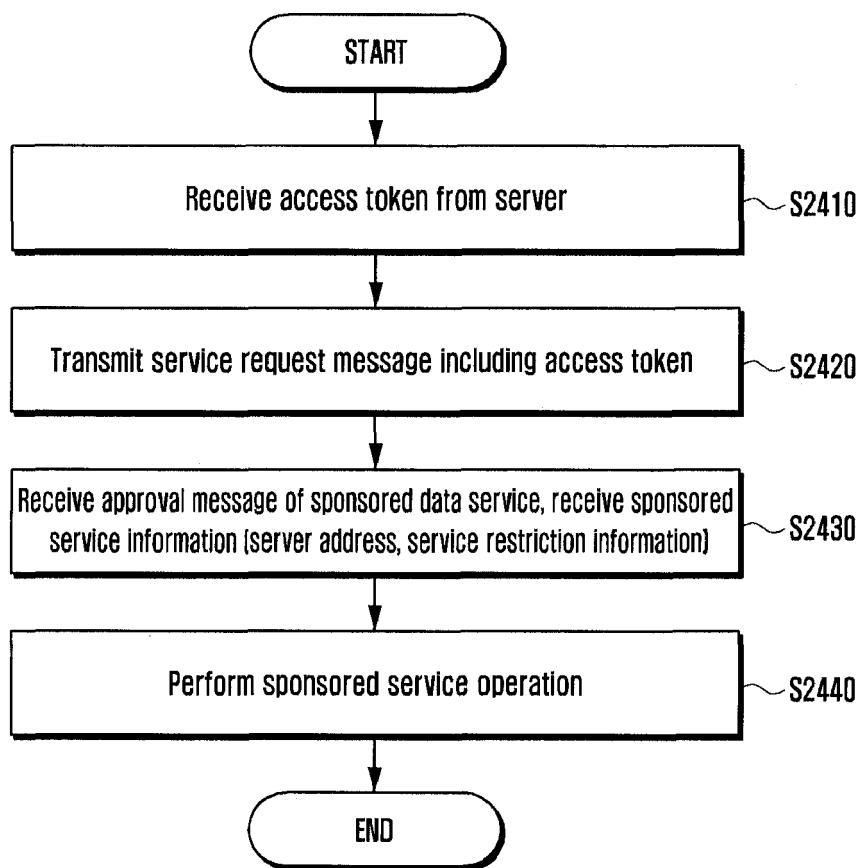 START
Receive access token from server
S2410
Transmit service request message including access token
S2420
Receive approval message of sponsored data service, receive sponsored
service information (server address, service restriction information)
S2430
Perform sponsored service operation
S2440
END